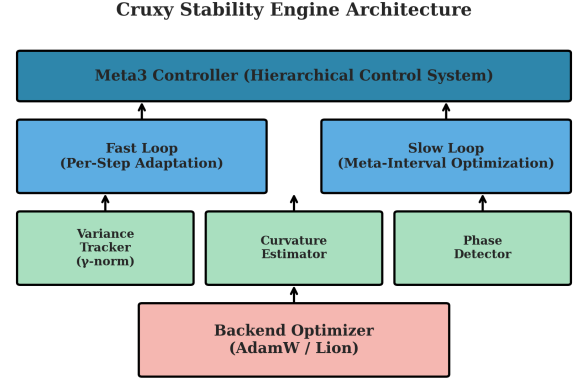 Cruxy Stability Engine Architecture
Meta3 Controller (Hierarchical Control System)
Fast Loop
(Per-Step Adaptation)
Slow Loop
(Meta-Interval Optimization)
Variance
Tracker
(γ-norm)
Curvature
Estimator
Phase
Detector
Backend Optimizer
(AdamW / Lion)